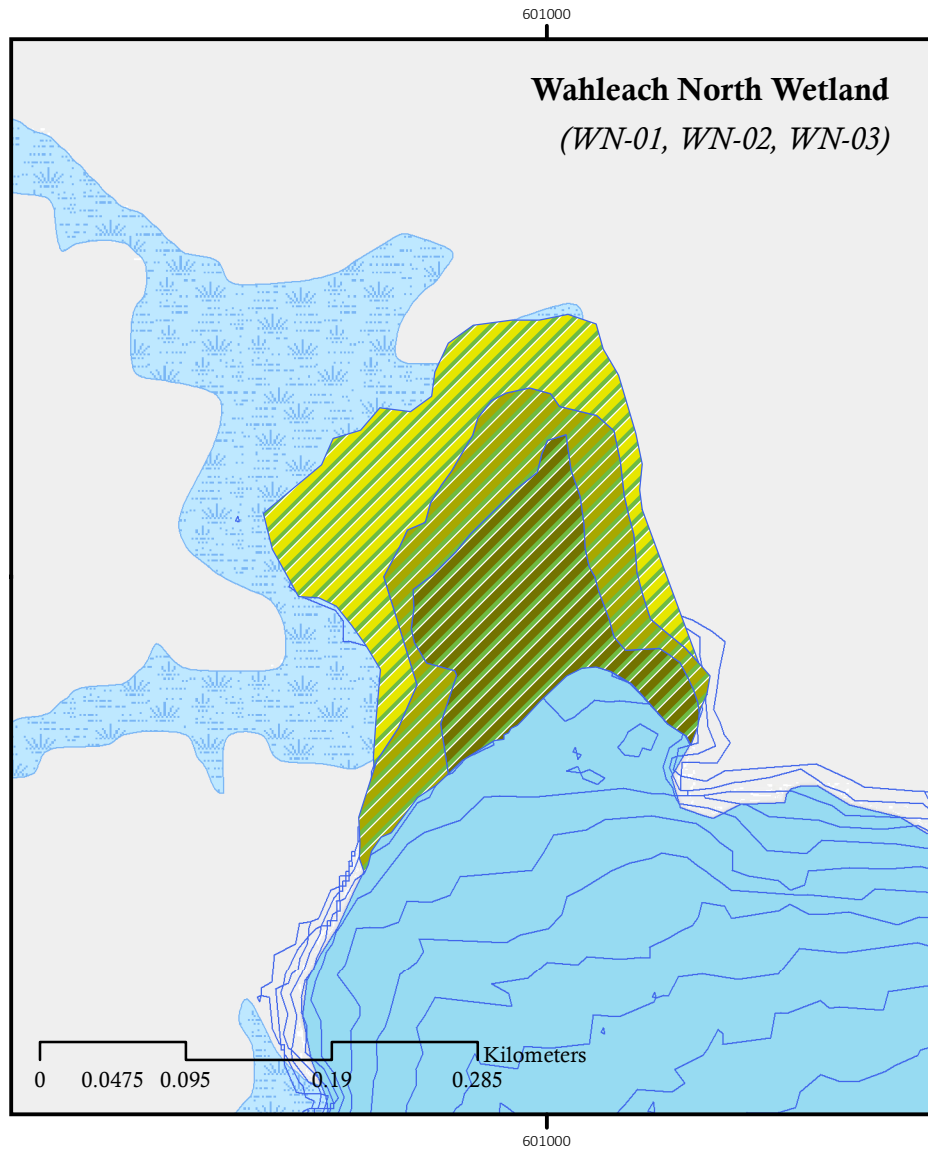 601000
Wahleach North Wetland
(WN-01, WN-02, WN-03)
Kilometers
0 0.0475 0.095 0.19 0.285
601000